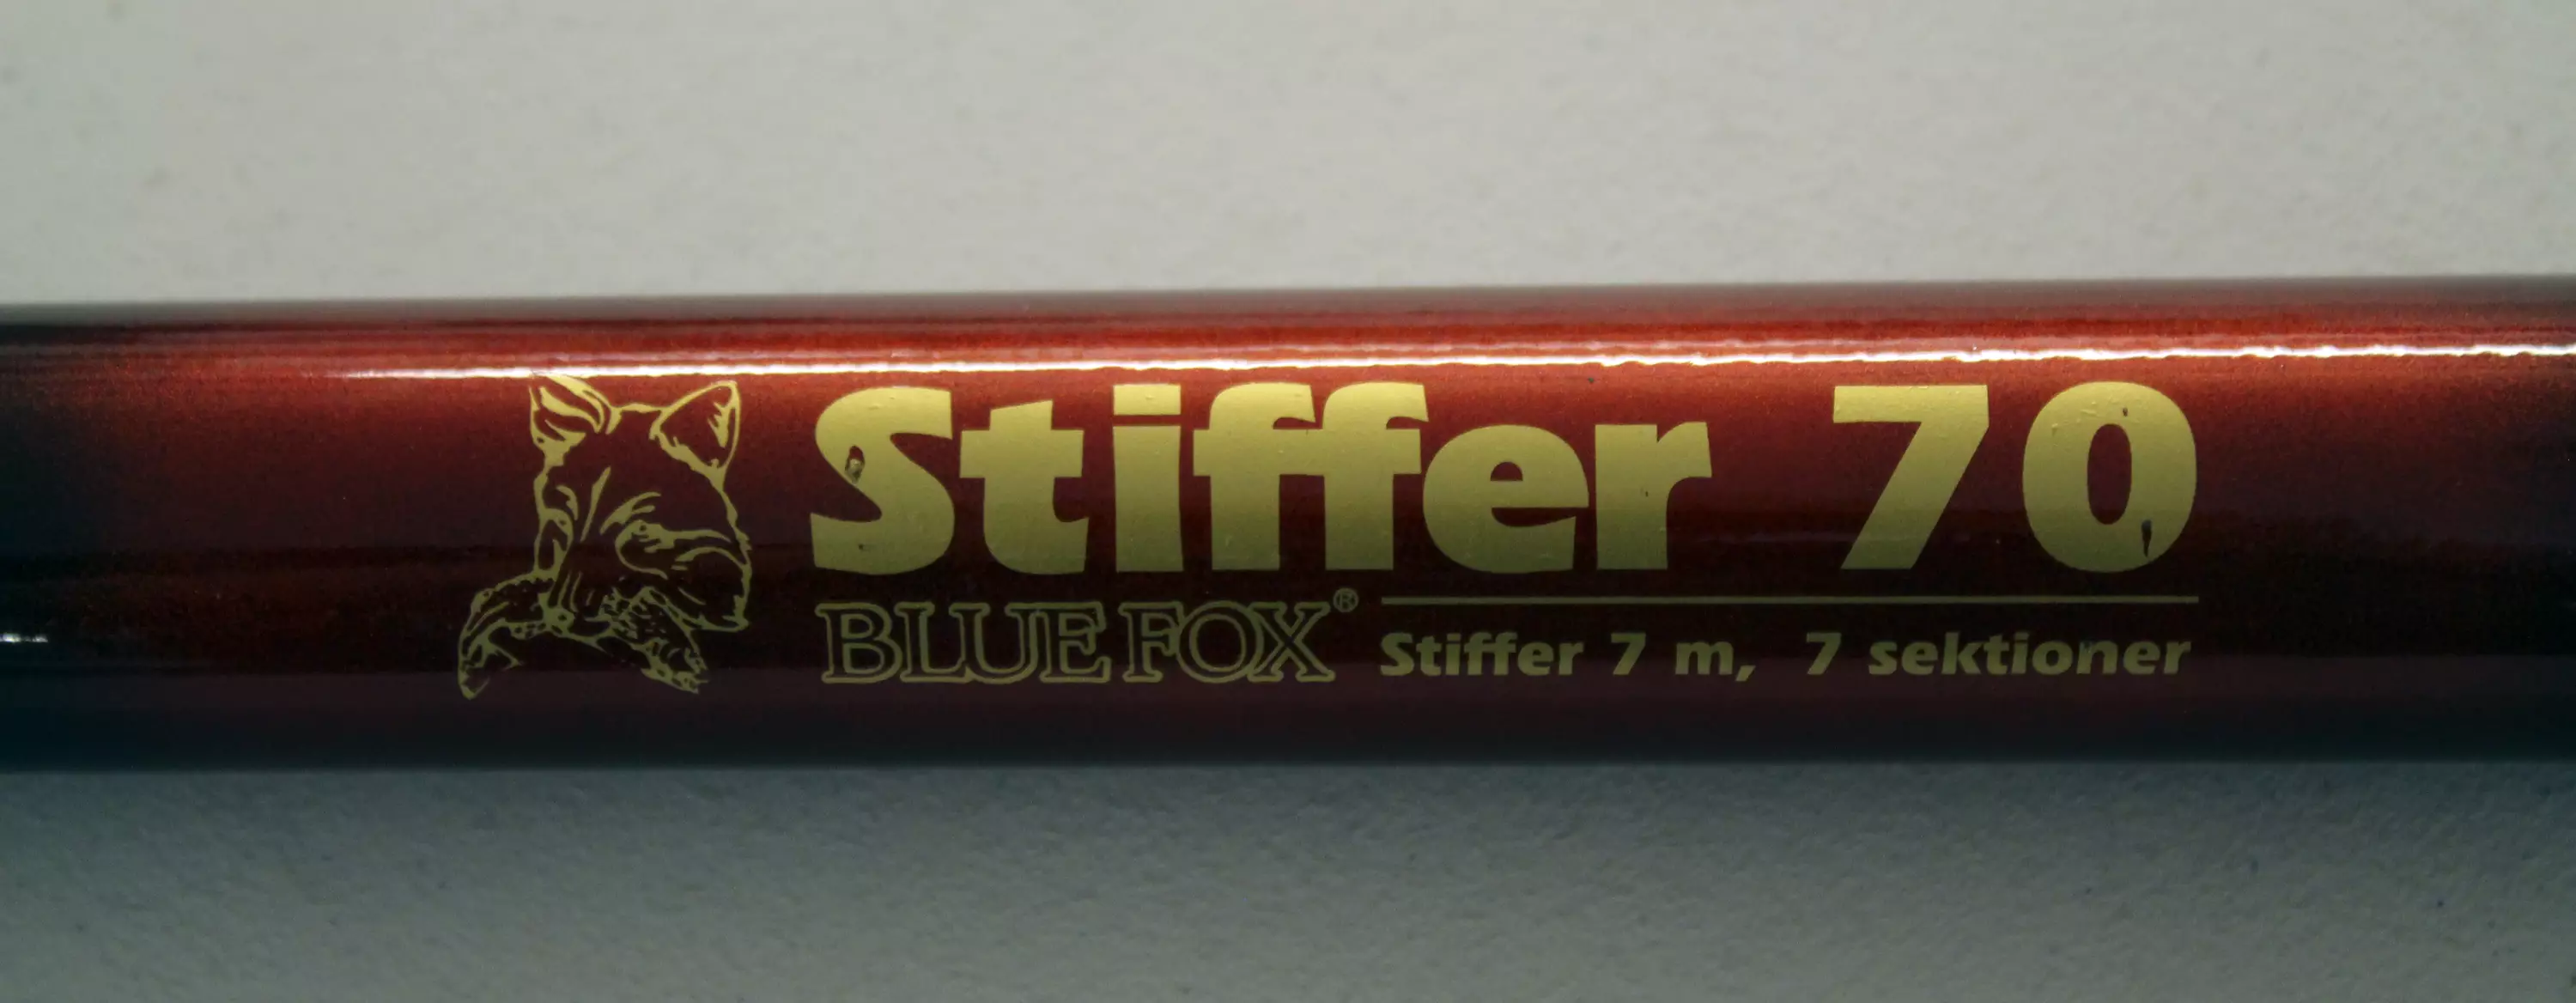 Stiffer 70
BLUE FOX®
Stiffer 7 m, 7 sektioner